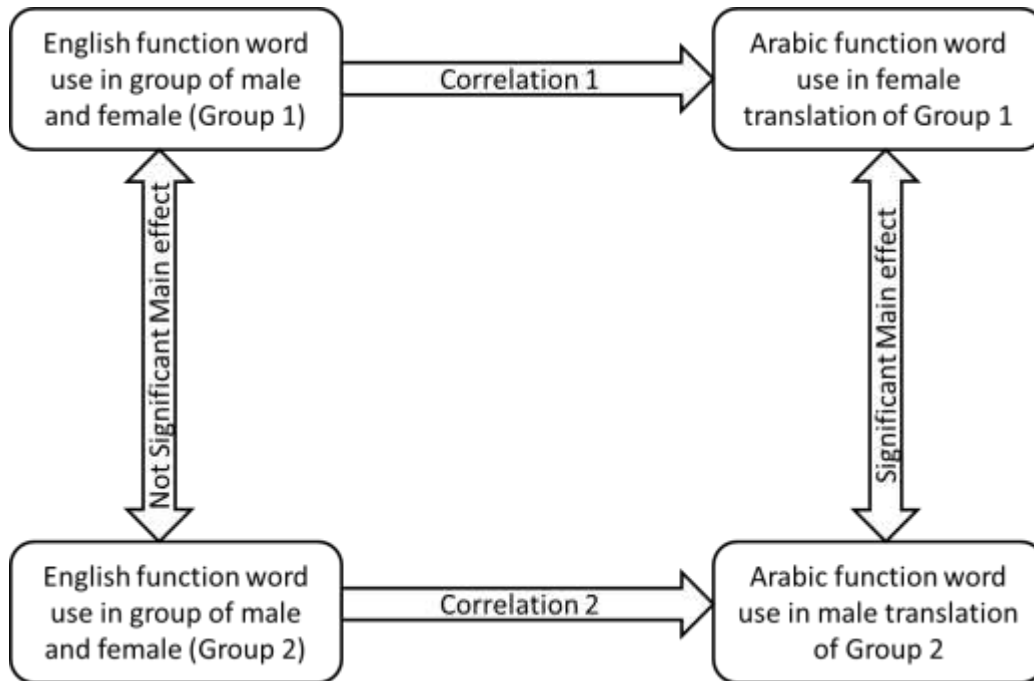 English function word
use in group of male
and female (Group 1)
Correlation 1
Arabic function word
use in female
translation of Group 1
Not Significant Main effect
Significant Main effect
English function word
use in group of male
and female (Group 2)
Correlation 2
Arabic function word
use in male translation
of Group 2